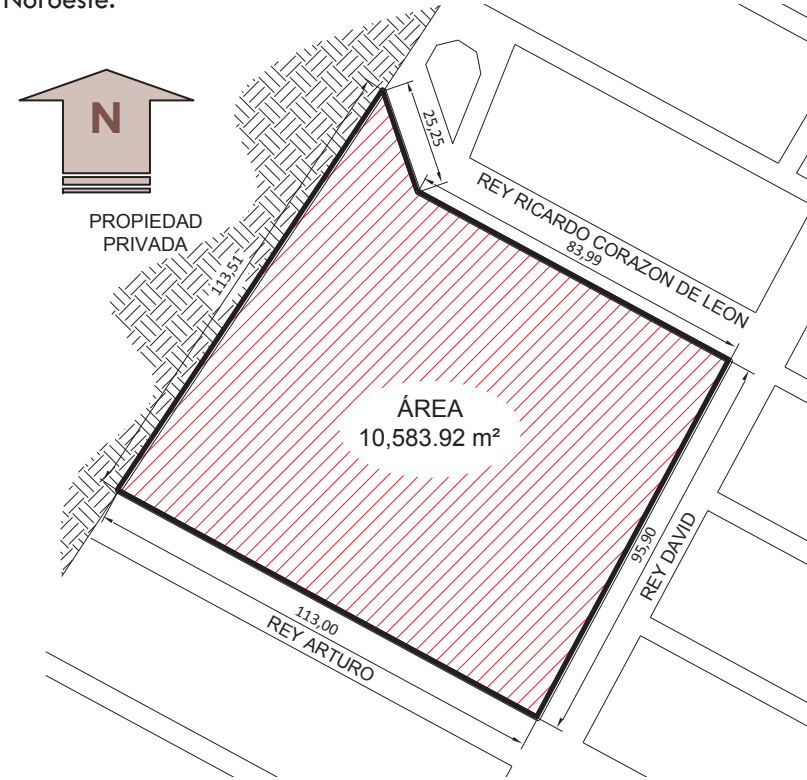 Noroeste.
N
PROPIEDAD
PRIVADA
25,25
REY RICARDO CORAZON DE LEON
83,99
113,51
ÁREA
10,583.92 m²
95,90
REY DAVID
113,00
REY ARTURO